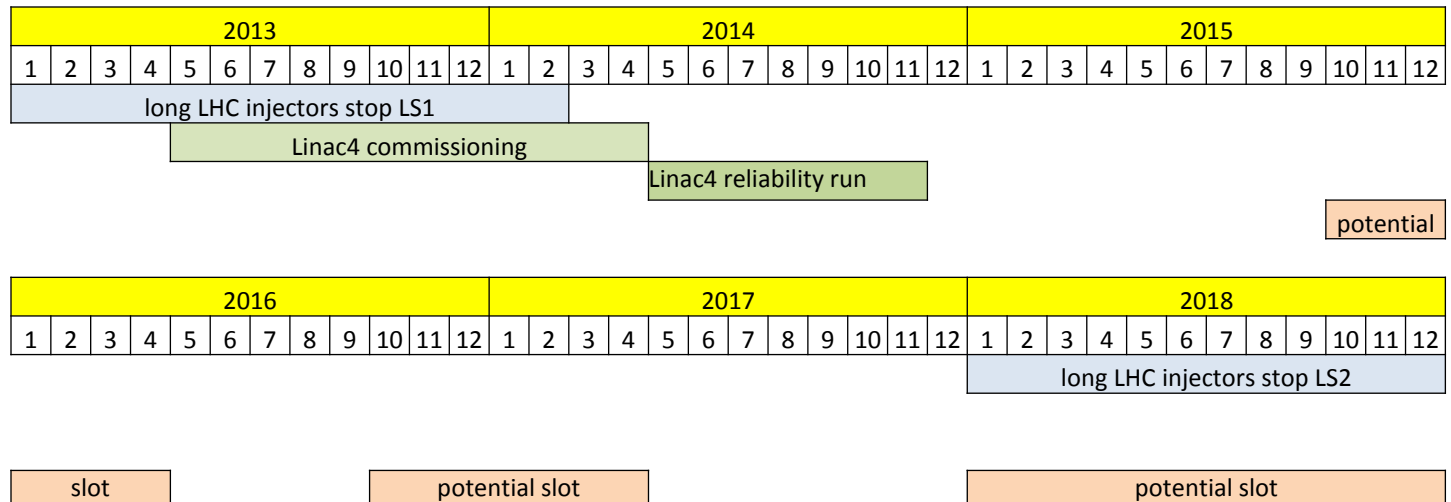 2013 2014 2015
1 2 3 4 5 6 7 8 9 10 11 12 1 2 3 4 5 6 7 8 9 10 11 12 1 2 3 4 5 6 7 8 9 10 11 12
long LHC injectors stop LS1
Linac4 commissioning
Linac4 reliability run
potential
2016 2017 2018
1 2 3 4 5 6 7 8 9 10 11 12 1 2 3 4 5 6 7 8 9 10 11 12 1 2 3 4 5 6 7 8 9 10 11 12
long LHC injectors stop LS2
slot potential slot potential slot